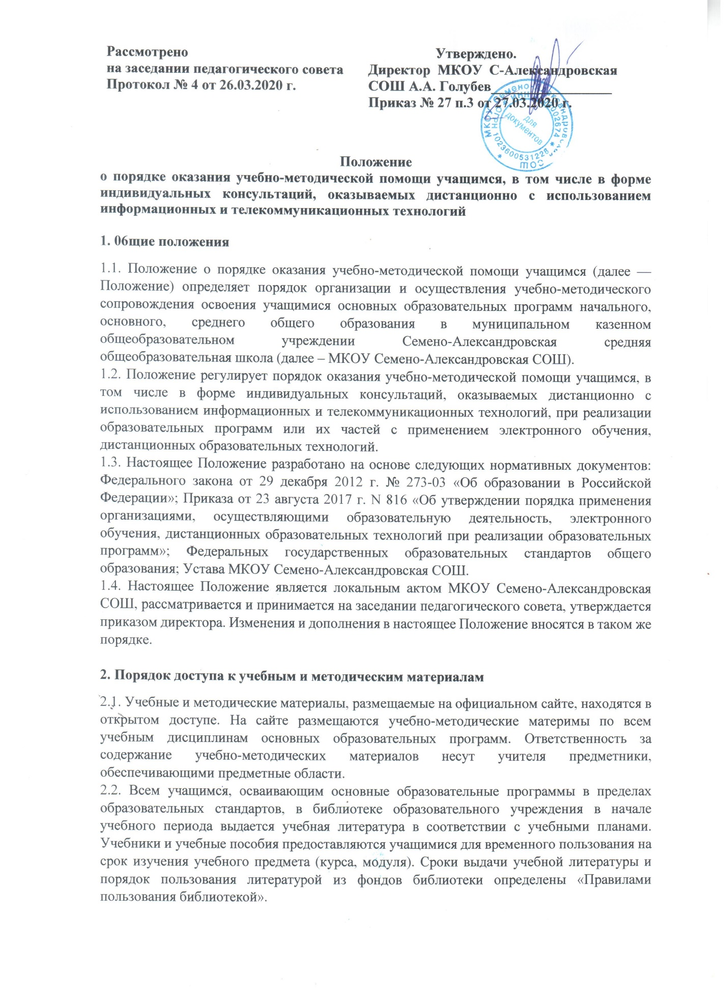 Рассмотрено
на заседании педагогического совета
Протокол № 4 от 26.03.2020 г.
Утверждено.
Директор МКОУ С-Александровская
СОШ А.А. Голубев_________________
Приказ № 27 п.3 от 27.03.2020 г.
для
документов
ОГРН 1023600531228 * ИНН
Положение
о порядке оказания учебно-методической помощи учащимся, в том числе в форме
индивидуальных консультаций, оказываемых дистанционно с использованием
информационных и телекоммуникационных технологий
1. 06щие положения
1.1. Положение о порядке оказания учебно-методической помощи учащимся (далее —
Положение) определяет порядок организации и осуществления учебно-методического
сопровождения освоения учащимися основных образовательных программ начального,
основного, среднего общего образования в муниципальном казенном
общеобразовательном учреждении Семено-Александровская средняя
общеобразовательная школа (далее – МКОУ Семено-Александровская СОШ).
1.2. Положение регулирует порядок оказания учебно-методической помощи учащимся, в
том числе в форме индивидуальных консультаций, оказываемых дистанционно с
использованием информационных и телекоммуникационных технологий, при реализации
образовательных программ или их частей с применением электронного обучения,
дистанционных образовательных технологий.
1.3. Настоящее Положение разработано на основе следующих нормативных документов:
Федерального закона от 29 декабря 2012 г. № 273-03 «Об образовании в Российской
Федерации»; Приказа от 23 августа 2017 г. N 816 «Об утверждении порядка применения
организациями, осуществляющими образовательную деятельность, электронного
обучения, дистанционных образовательных технологий при реализации образовательных
программ»; Федеральных государственных образовательных стандартов общего
образования; Устава МКОУ Семено-Александровская СОШ.
1.4. Настоящее Положение является локальным актом МКОУ Семено-Александровская
СОШ, рассматривается и принимается на заседании педагогического совета, утверждается
приказом директора. Изменения и дополнения в настоящее Положение вносятся в таком же
порядке.
2. Порядок доступа к учебным и методическим материалам
2.1. Учебные и методические материалы, размещаемые на официальном сайте, находятся в
открытом доступе. На сайте размещаются учебно-методические материмы по всем
учебным дисциплинам основных образовательных программ. Ответственность за
содержание учебно-методических материалов несут учителя предметники,
обеспечивающими предметные области.
2.2. Всем учащимся, осваивающим основные образовательные программы в пределах
образовательных стандартов, в библиотеке образовательного учреждения в начале
учебного периода выдается учебная литература в соответствии с учебными планами.
Учебники и учебные пособия предоставляются учащимися для временного пользования на
срок изучения учебного предмета (курса, модуля). Сроки выдачи учебной литературы и
порядок пользования литературой из фондов библиотеки определены «Правилами
пользования библиотекой».